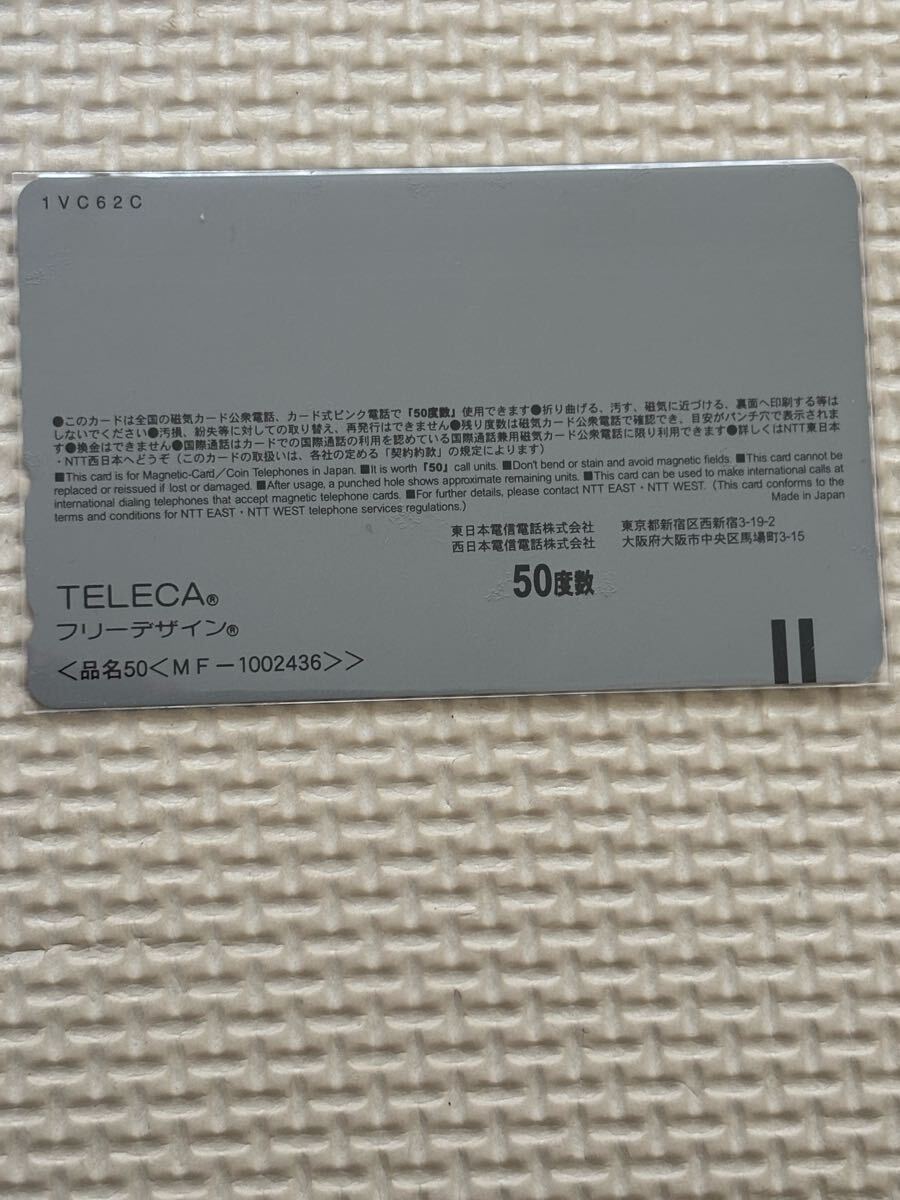 1VC62C
●このカードは全国の磁気カード公衆電話、カード式ピンク電話で「50度数」使用できます●折り曲げる、汚す、磁気に近づける、裏面へ印刷する等は
しないでください●汚損、紛失等に対しての取り替え、再発行はできません●残り度数は磁気カード公衆電話で確認でき、目安がパンチ穴で表示されま
す●換金はできません●国際通話はカードでの国際通話の利用を認めている国際通話兼用磁気カード公衆電話に限り利用できます●詳しくはNTT東日本
・NTT西日本へどうぞ（このカードの取扱いは、各社の定める「契約約款」の規定によります）
■This card is for Magnetic-Card／Coin Telephones in Japan. ■It is worth「50」call units. ■Don't bend or stain and avoid magnetic fields. ■This card cannot be
replaced or reissued if lost or damaged. ■After usage, a punched hole shows approximate remaining units. ■This card can be used to make international calls at
international dialing telephones that accept magnetic telephone cards. ■For further details, please contact NTT EAST・NTT WEST. (This card conforms to the
terms and conditions for NTT EAST・NTT WEST telephone services regulations.)
Made in Japan
東日本電信電話株式会社 東京都新宿区西新宿3-19-2
西日本電信電話株式会社 大阪府大阪市中央区馬場町3-15
50度数
TELECA®
フリーデザイン®
＜品名50＜MF－1002436＞＞